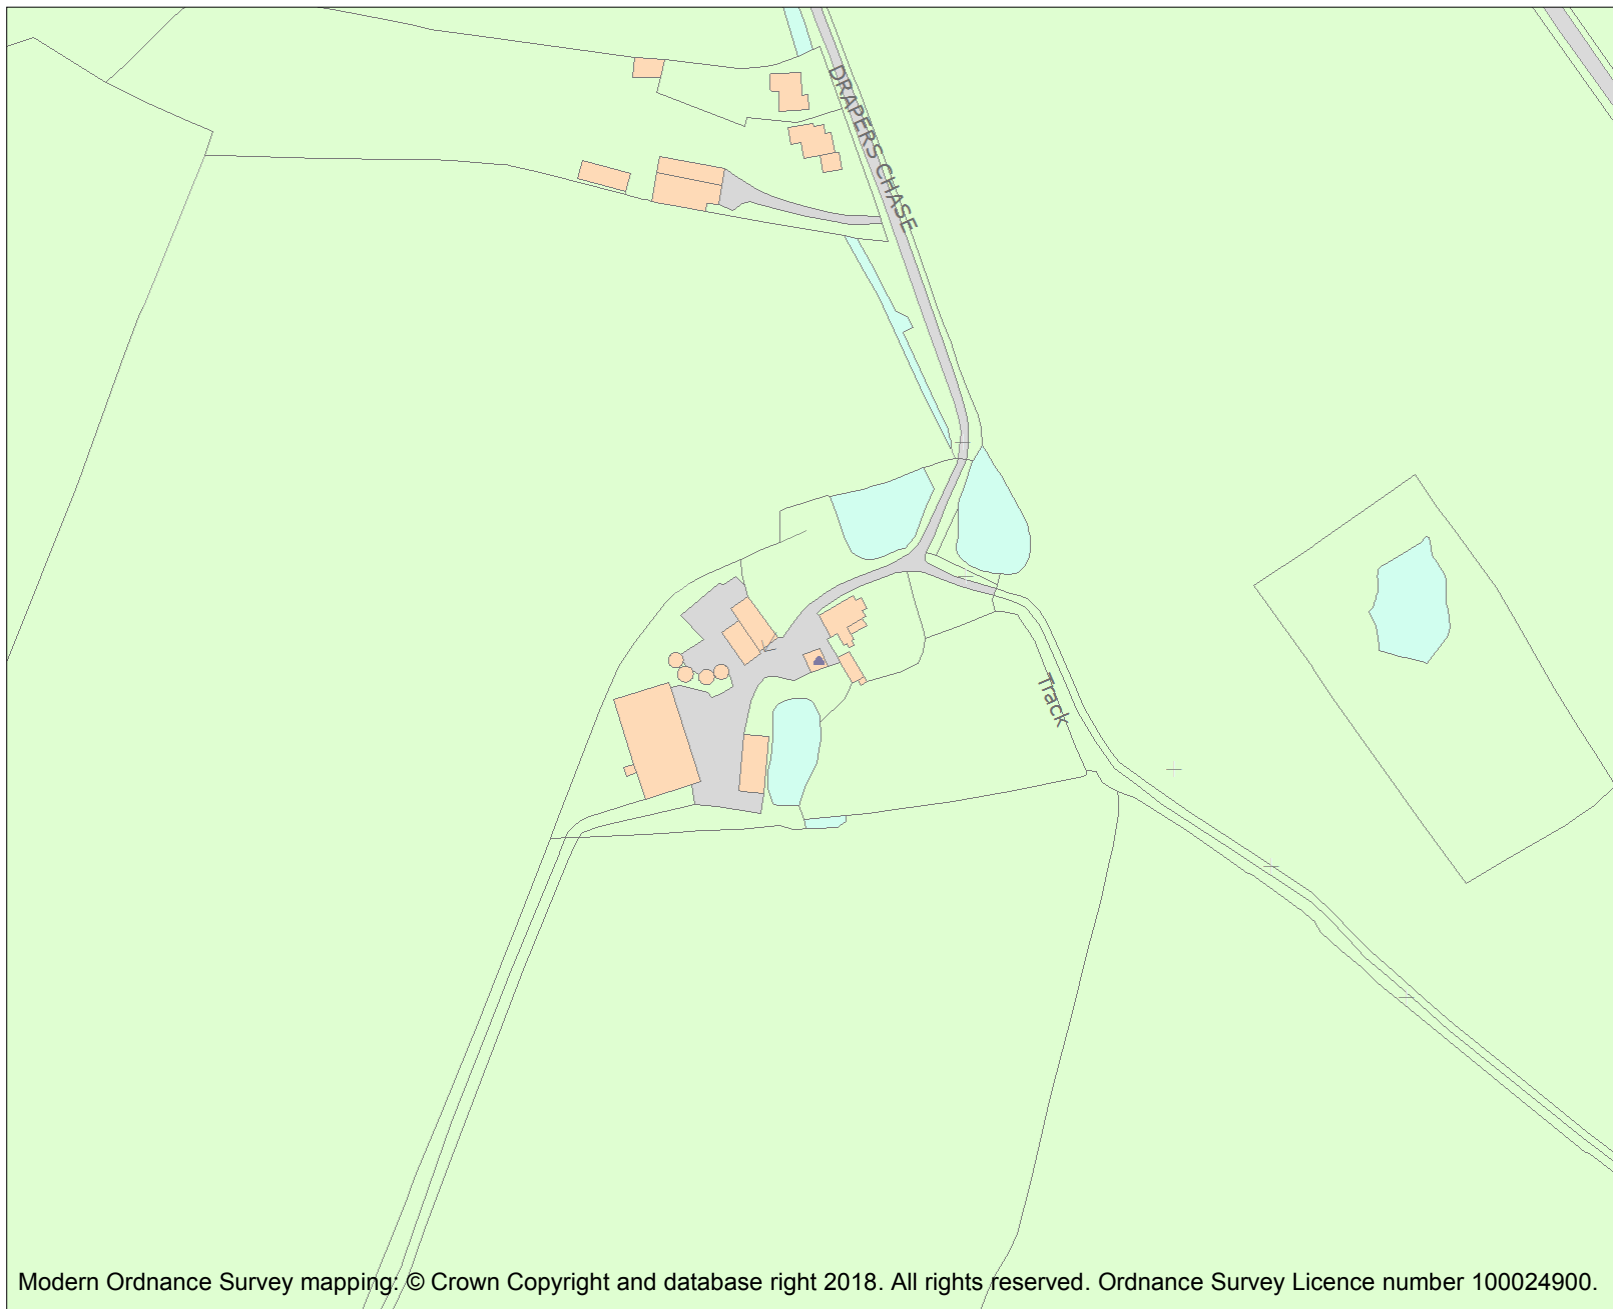 DRAPERS CHASE
Track
Modern Ordnance Survey mapping: © Crown Copyright and database right 2018. All rights reserved. Ordnance Survey Licence number 100024900.